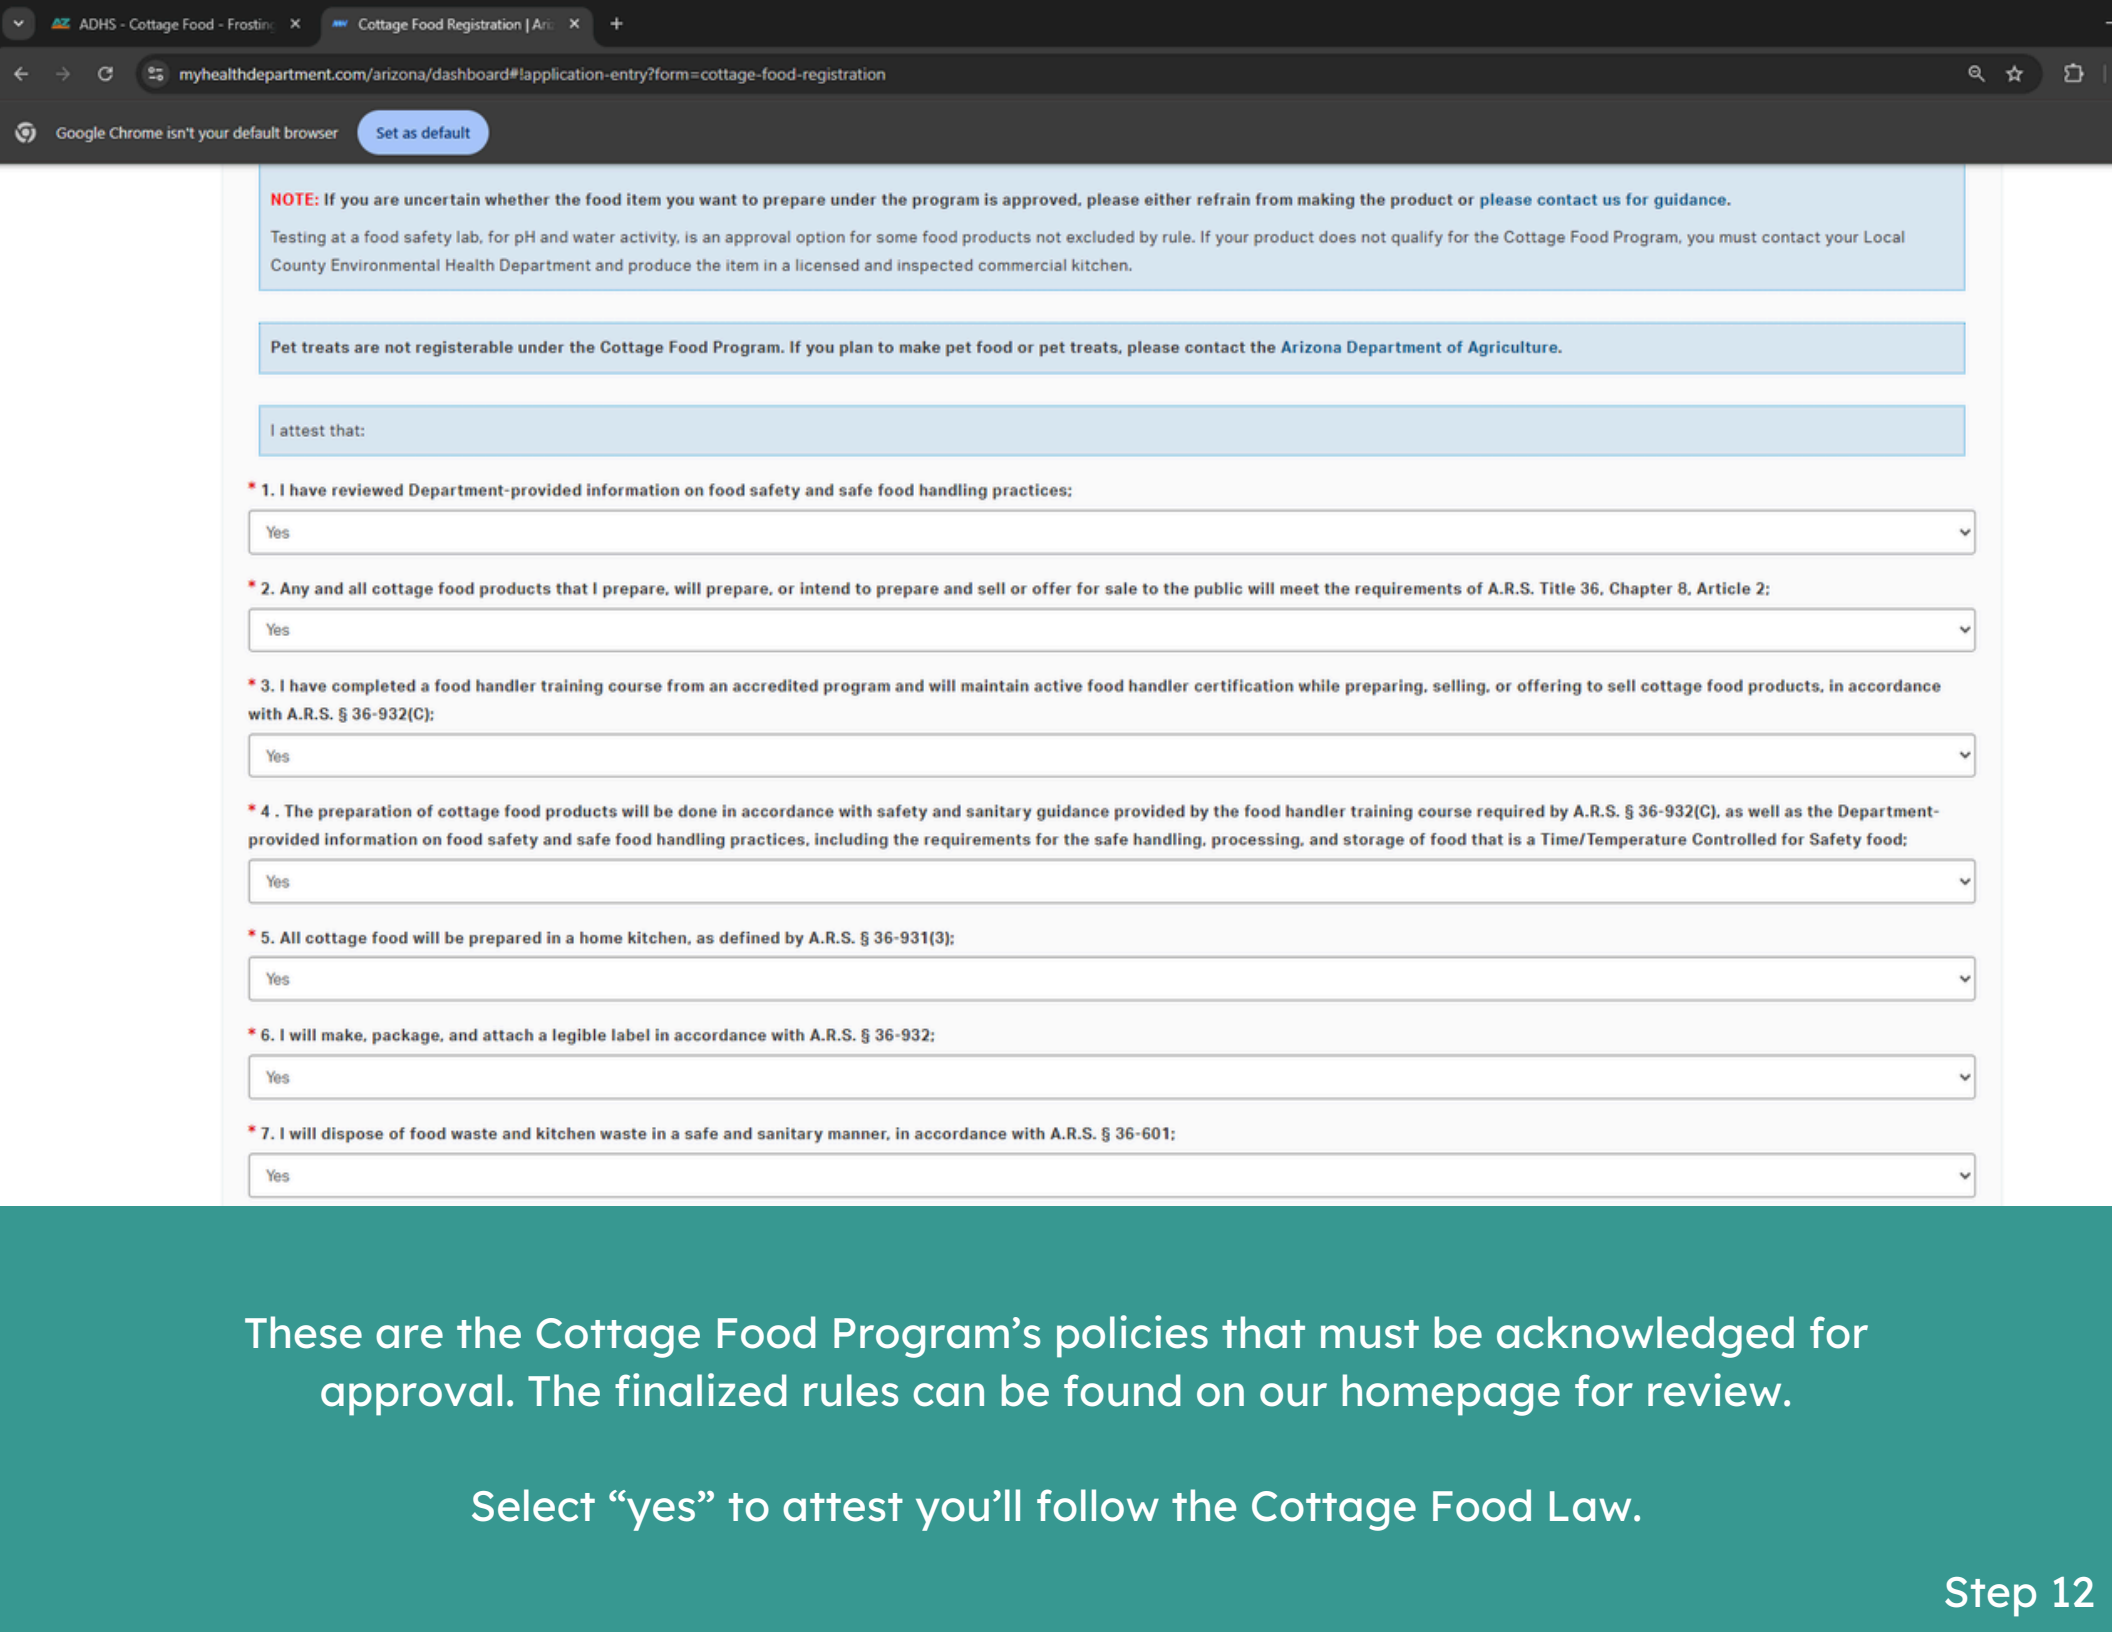 ADHS - Cottage Food - Frosting
Cottage Food Registration | Ari
myhealthdepartment.com/arizona/dashboard#!application-entry?form=cottage-food-registration
Google Chrome isn't your default browser
Set as default
NOTE: If you are uncertain whether the food item you want to prepare under the program is approved, please either refrain from making the product or please contact us for guidance.
Testing at a food safety lab, for pH and water activity, is an approval option for some food products not excluded by rule. If your product does not qualify for the Cottage Food Program, you must contact your Local
County Environmental Health Department and produce the item in a licensed and inspected commercial kitchen.
Pet treats are not registerable under the Cottage Food Program. If you plan to make pet food or pet treats, please contact the Arizona Department of Agriculture.
I attest that:
* 1. I have reviewed Department-provided information on food safety and safe food handling practices;
Yes
* 2. Any and all cottage food products that I prepare, will prepare, or intend to prepare and sell or offer for sale to the public will meet the requirements of A.R.S. Title 36, Chapter 8, Article 2;
Yes
* 3. I have completed a food handler training course from an accredited program and will maintain active food handler certification while preparing, selling, or offering to sell cottage food products, in accordance
with A.R.S. § 36-932(C);
Yes
* 4 . The preparation of cottage food products will be done in accordance with safety and sanitary guidance provided by the food handler training course required by A.R.S. § 36-932(C), as well as the Department-
provided information on food safety and safe food handling practices, including the requirements for the safe handling, processing, and storage of food that is a Time/Temperature Controlled for Safety food;
Yes
* 5. All cottage food will be prepared in a home kitchen, as defined by A.R.S. § 36-931(3);
Yes
* 6. I will make, package, and attach a legible label in accordance with A.R.S. § 36-932;
Yes
* 7. I will dispose of food waste and kitchen waste in a safe and sanitary manner, in accordance with A.R.S. § 36-601;
Yes
These are the Cottage Food Program’s policies that must be acknowledged for
approval. The finalized rules can be found on our homepage for review.
Select “yes” to attest you’ll follow the Cottage Food Law.
Step 12